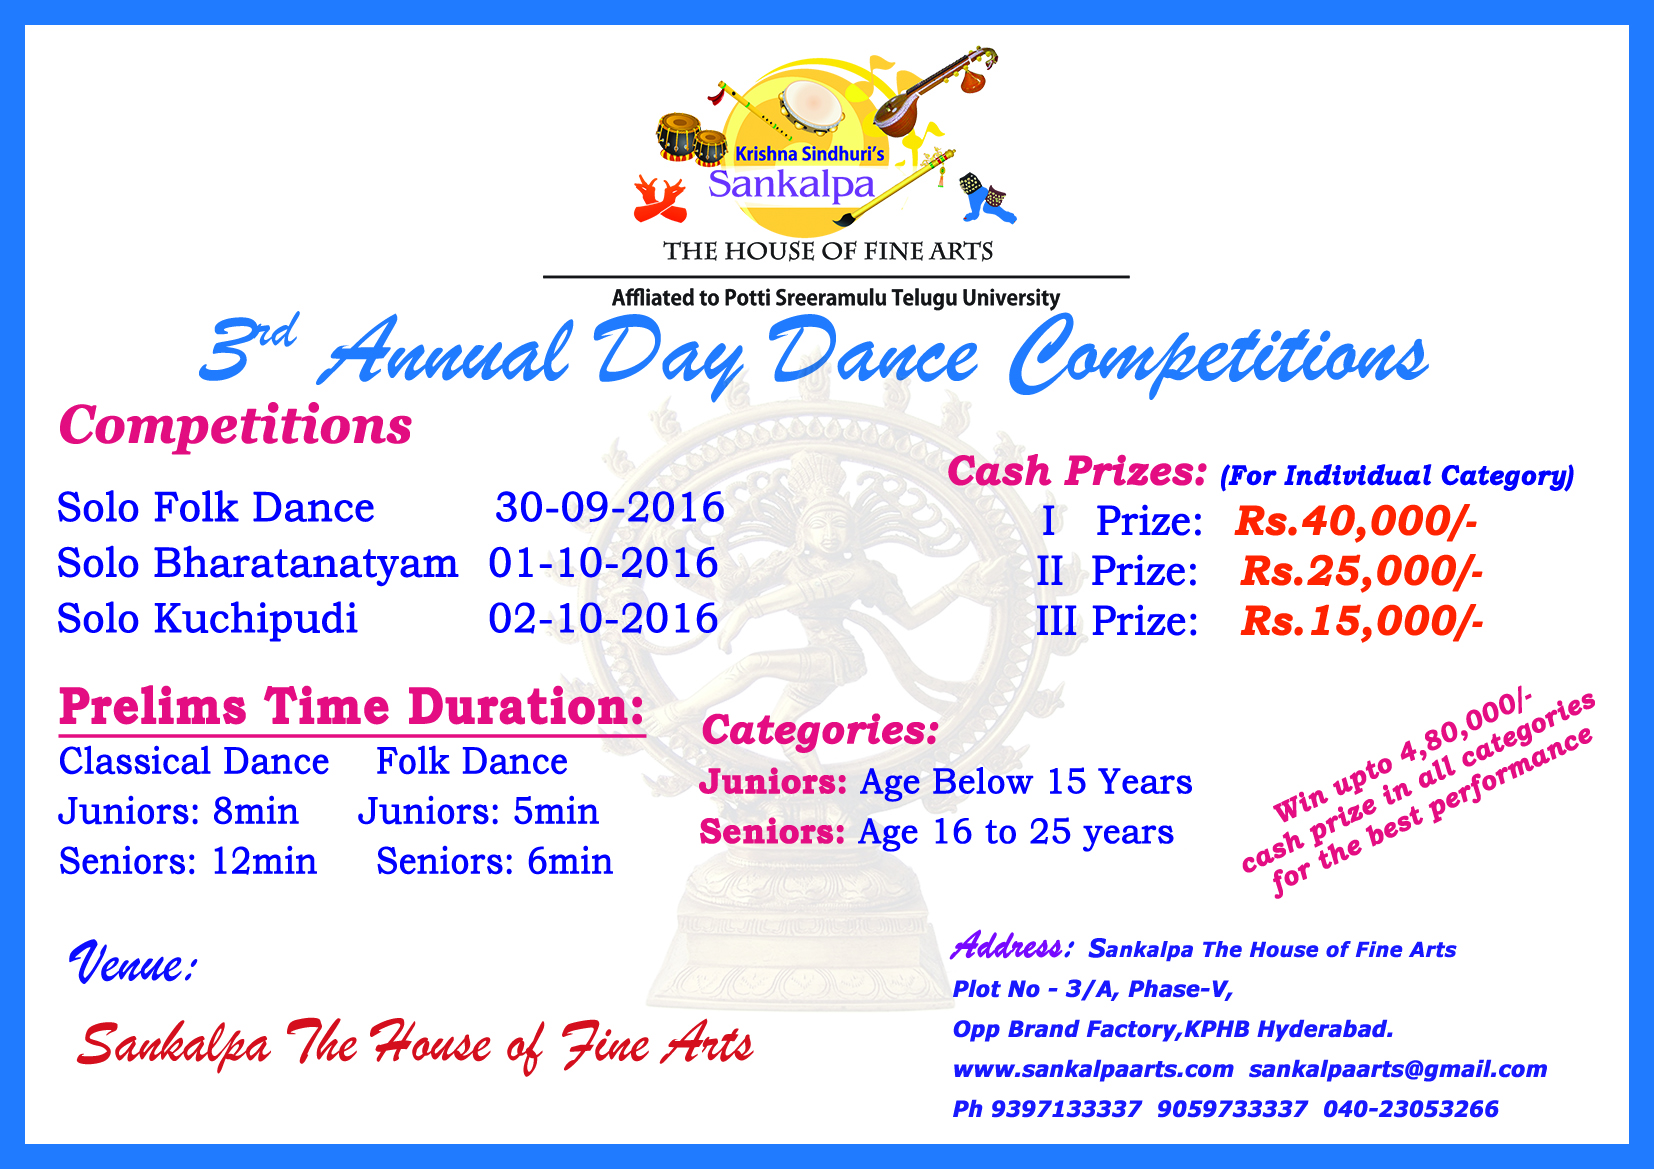 Krishna Sindhuri's
Sankalpa
THE HOUSE OF FINE ARTS
Affliated to Potti Sreeramulu Telugu University
3rd Annual Day Dance Competitions
Competitions
Solo Folk Dance 30-09-2016
Solo Bharatanatyam 01-10-2016
Solo Kuchipudi 02-10-2016
Cash Prizes: (For Individual Category)
I Prize: Rs.40,000/-
II Prize: Rs.25,000/-
III Prize: Rs.15,000/-
Prelims Time Duration:
Classical Dance Folk Dance
Juniors: 8min Juniors: 5min
Seniors: 12min Seniors: 6min
Categories:
Juniors: Age Below 15 Years
Seniors: Age 16 to 25 years
Win upto 4,80,000/-
cash prize in all categories
for the best performance
Venue:
Sankalpa The House of Fine Arts
Address: Sankalpa The House of Fine Arts
Plot No - 3/A, Phase-V,
Opp Brand Factory,KPHB Hyderabad.
www.sankalpaarts.com sankalpaarts@gmail.com
Ph 9397133337 9059733337 040-23053266